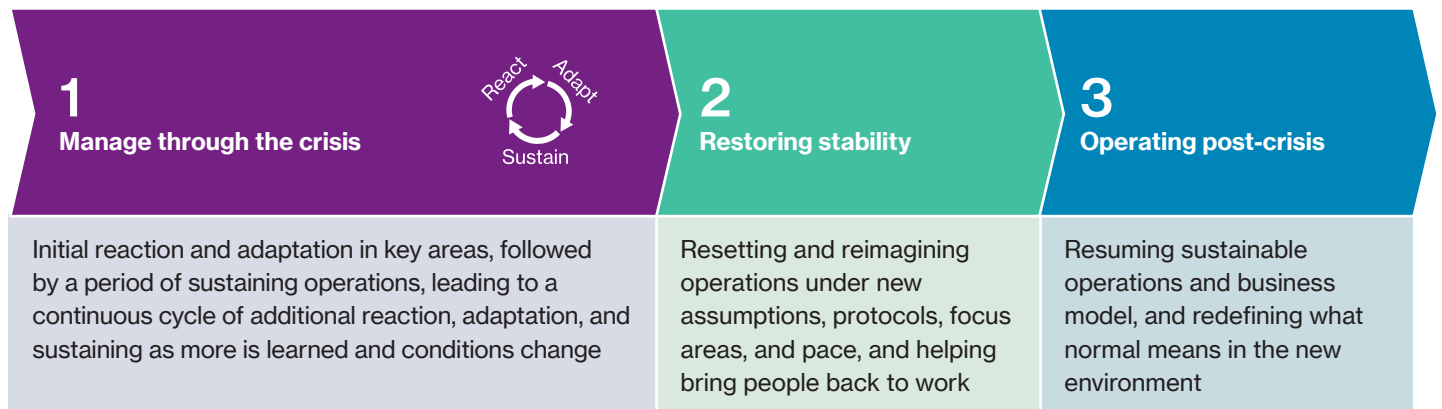 1
Manage through the crisis
React
Adapt
Sustain
Initial reaction and adaptation in key areas, followed
by a period of sustaining operations, leading to a
continuous cycle of additional reaction, adaptation, and
sustaining as more is learned and conditions change
2
Restoring stability
Resetting and reimagining
operations under new
assumptions, protocols, focus
areas, and pace, and helping
bring people back to work
3
Operating post-crisis
Resuming sustainable
operations and business
model, and redefining what
normal means in the new
environment